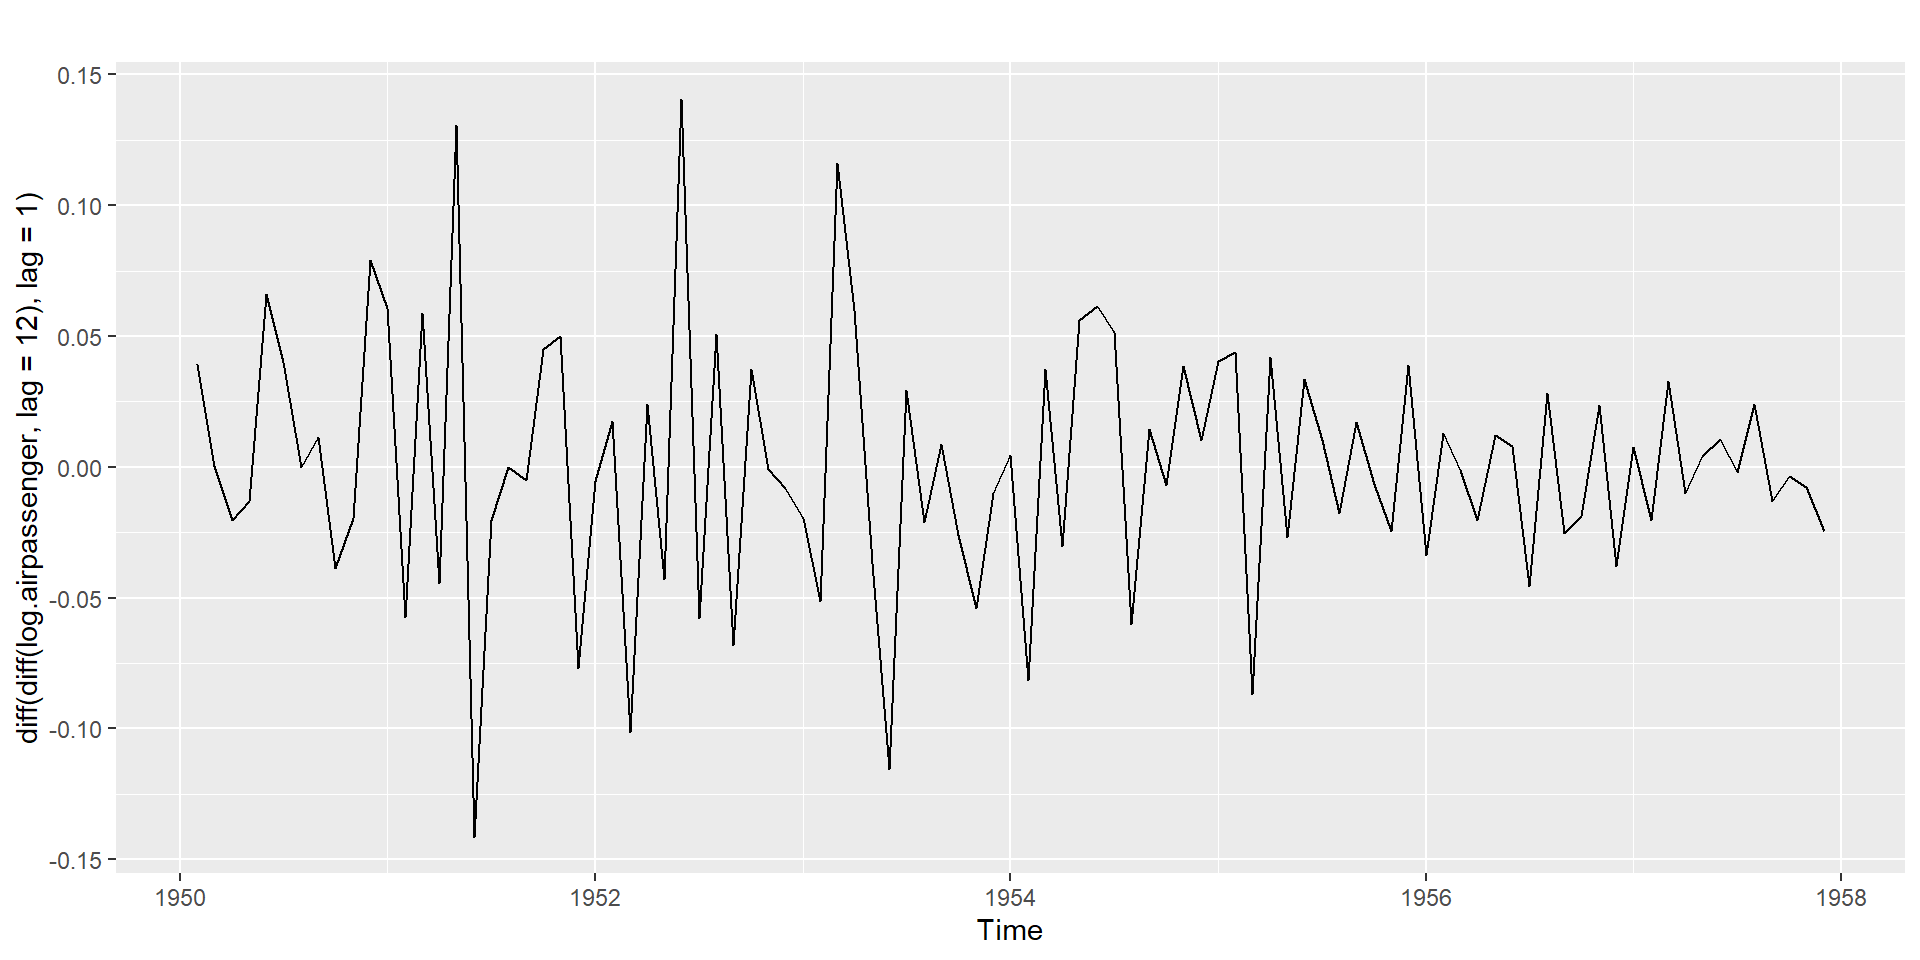 diff(diff(log.airpassenger, lag = 12), lag = 1)
0.15
0.10
0.05
0.00
-0.05
-0.10
-0.15
1950 1952 1954 1956 1958
Time